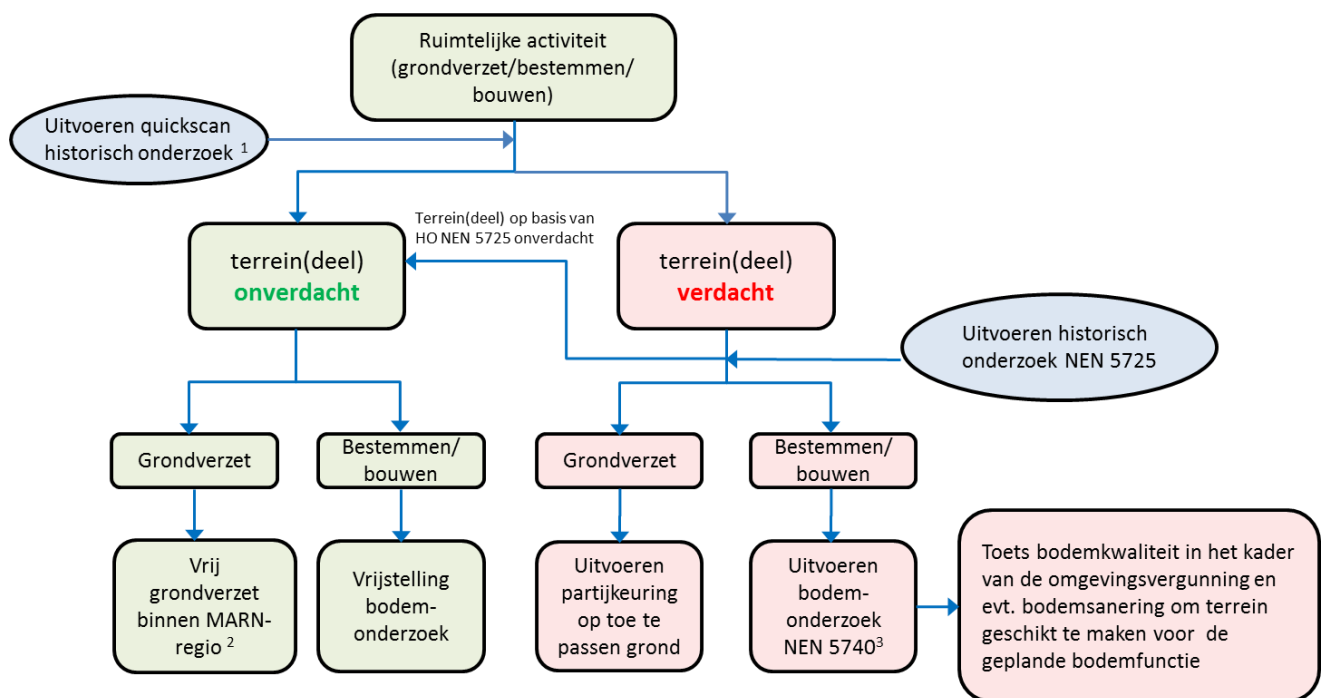 Ruimtelijke activiteit
(grondverzet/bestemmen/
bouwen)
Uitvoeren quickscan
historisch onderzoek 1
Terrein(deel) op basis van
HO NEN 5725 onverdacht
terrein(deel)
onverdacht
terrein(deel)
verdacht
Uitvoeren historisch
onderzoek NEN 5725
Grondverzet
Bestemmen/
bouwen
Grondverzet
Bestemmen/
bouwen
Vrij
grondverzet
binnen MARN-
regio 2
Vrijstelling
bodem-
onderzoek
Uitvoeren
partijkeuring
op toe te
passen grond
Uitvoeren
bodem-
onderzoek
NEN 57403
Toets bodemkwaliteit in het kader
van de omgevingsvergunning en
evt. bodemsanering om terrein
geschikt te maken voor de
geplande bodemfunctie